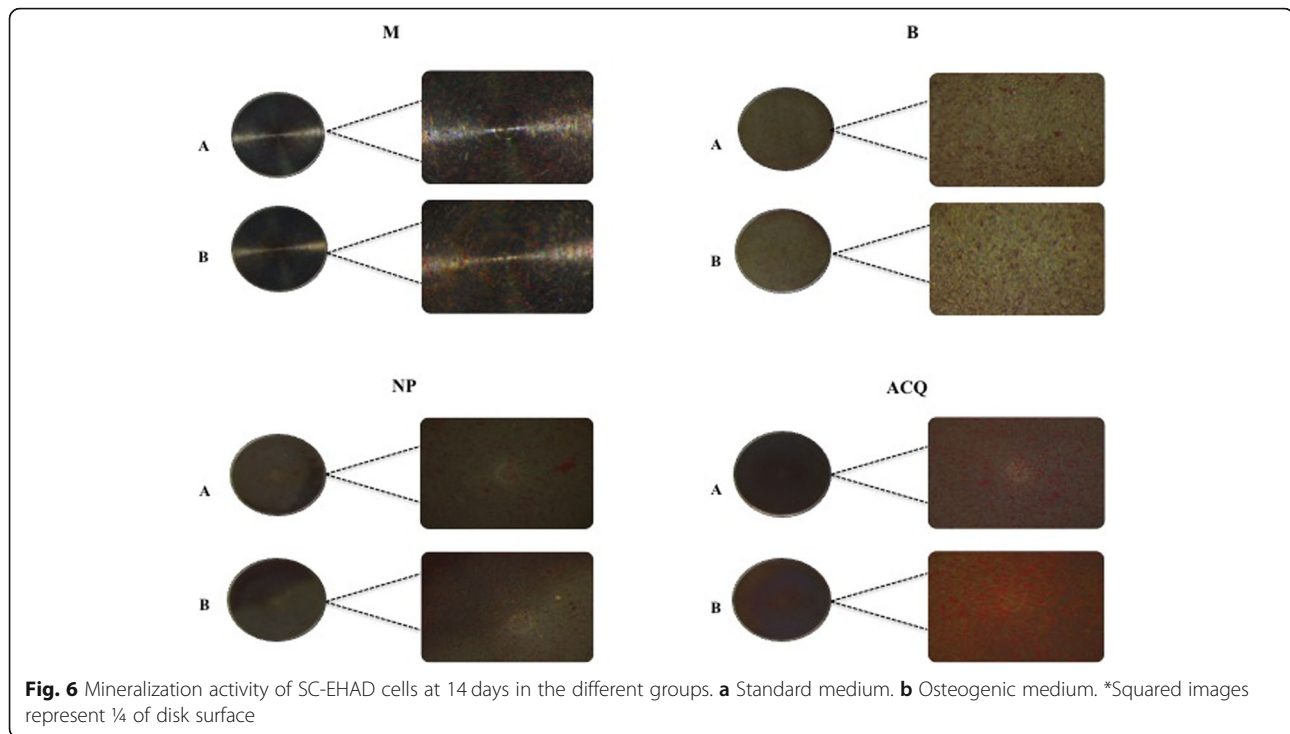 M
B
A
A
B
B
NP
ACQ
A
A
B
B
Fig. 6 Mineralization activity of SC-EHAD cells at 14 days in the different groups. a Standard medium. b Osteogenic medium. *Squared images
represent ¼ of disk surface